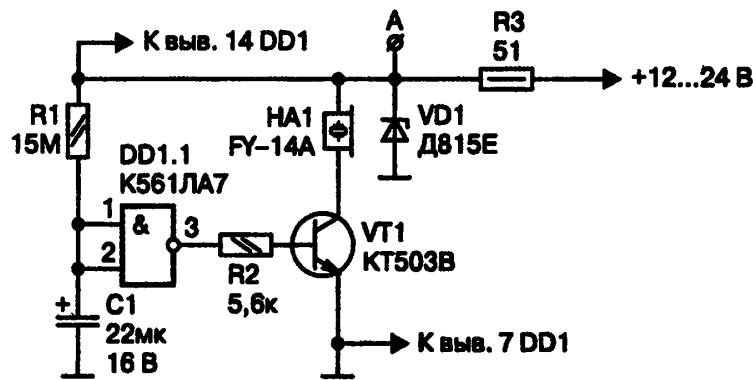 К выв. 14 DD1
А
R3
51
+12...24 В
R1
15М
HA1
FY–14A
VD1
Д815Е
DD1.1
К561ЛА7
1
&
3
2
R2
5,6к
VT1
КТ503В
+
C1
22мк
16 В
К выв. 7 DD1